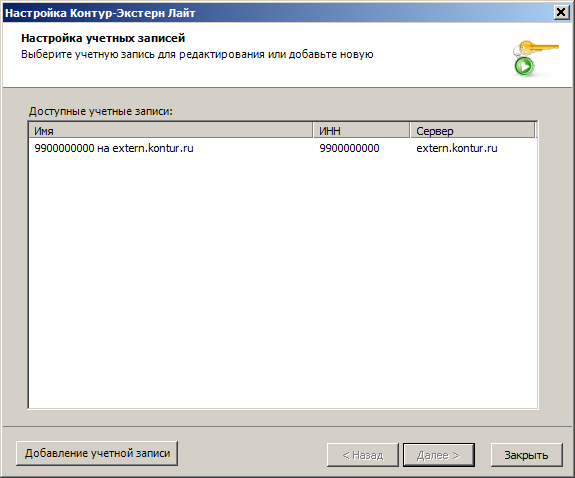 Настройка Контур-Экстерн Лайт
Настройка учетных записей
Выберите учетную запись для редактирования или добавьте новую
Доступные учетные записи:
Имя ИНН Сервер
9900000000 на extern.kontur.ru 9900000000 extern.kontur.ru
Добавление учетной записи < Назад Далее > Закрыть